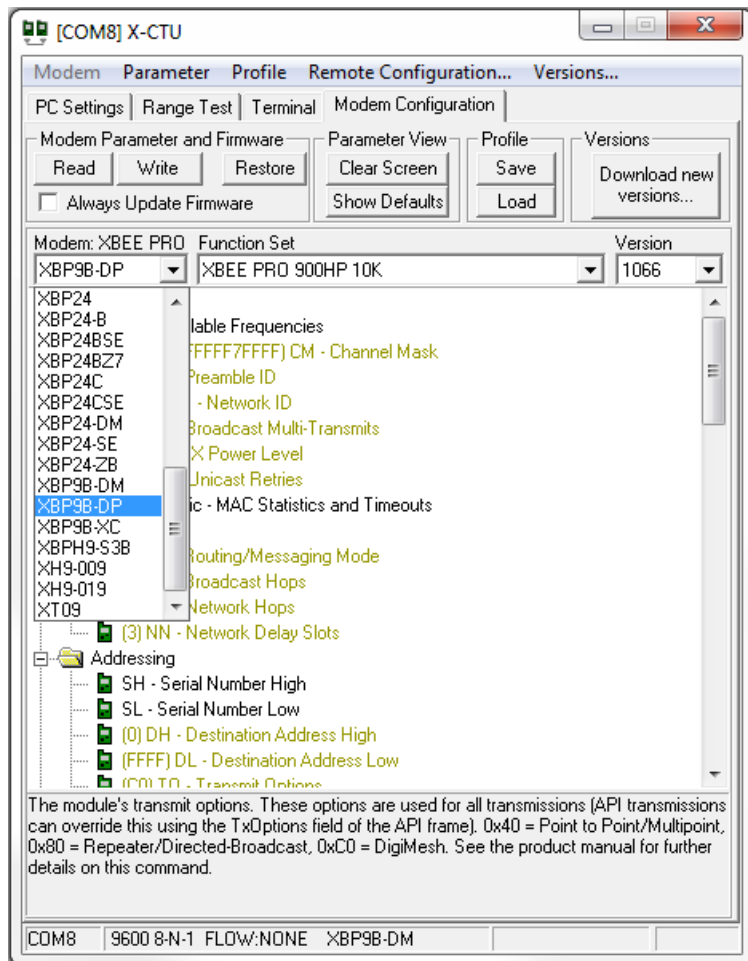 [COM8] X-CTU
Modem Parameter Profile Remote Configuration... Versions...
PC Settings Range Test Terminal Modem Configuration
Modem Parameter and Firmware Parameter View Profile Versions
Read Write Restore Clear Screen Save Download new versions...
Always Update Firmware Show Defaults Load
Modem: XBEE PRO Function Set Version
XBP9B-DP XBEE PRO 900HP 10K 1066
XBP24
XBP24-B
XBP24BSE
XBP24BZ7
XBP24C
XBP24CSE
XBP24-DM
XBP24-SE
XBP24-ZB
XBP9B-DM
XBP9B-DP
XBP9B-XC
XBPH9-S3B
XH9-009
XH9-019
XT09
lable Frequencies
FFFFF7FFFF) CM - Channel Mask
Preamble ID
- Network ID
Broadcast Multi-Transmits
X Power Level
Unicast Retries
ic - MAC Statistics and Timeouts
Routing/Messaging Mode
Broadcast Hops
Network Hops
(3) NN - Network Delay Slots
Addressing
SH - Serial Number High
SL - Serial Number Low
(0) DH - Destination Address High
(FFFF) DL - Destination Address Low
(C0) TO - Transmit Options
The module's transmit options. These options are used for all transmissions (API transmissions
can override this using the TxOptions field of the API frame). 0x40 = Point to Point/Multipoint,
0x80 = Repeater/Directed-Broadcast, 0xC0 = DigiMesh. See the product manual for further
details on this command.
COM8 9600 8-N-1 FLOW:NONE XBP9B-DM